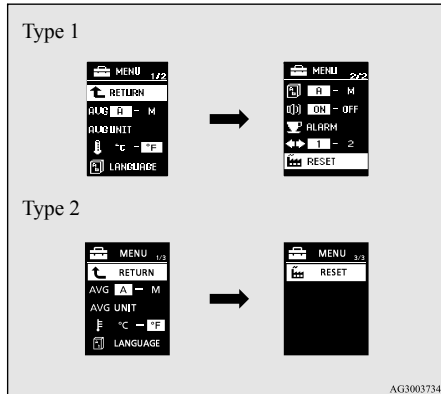 Type 1
MENU 1/2
RETURN
AVG A - M
AVG UNIT
°C - °F
LANGUAGE
MENU 2/2
A - M
ON - OFF
ALARM
1 - 2
RESET
Type 2
MENU 1/3
RETURN
AVG A - M
AVG UNIT
°C - °F
LANGUAGE
MENU 3/3
RESET
AG3003734